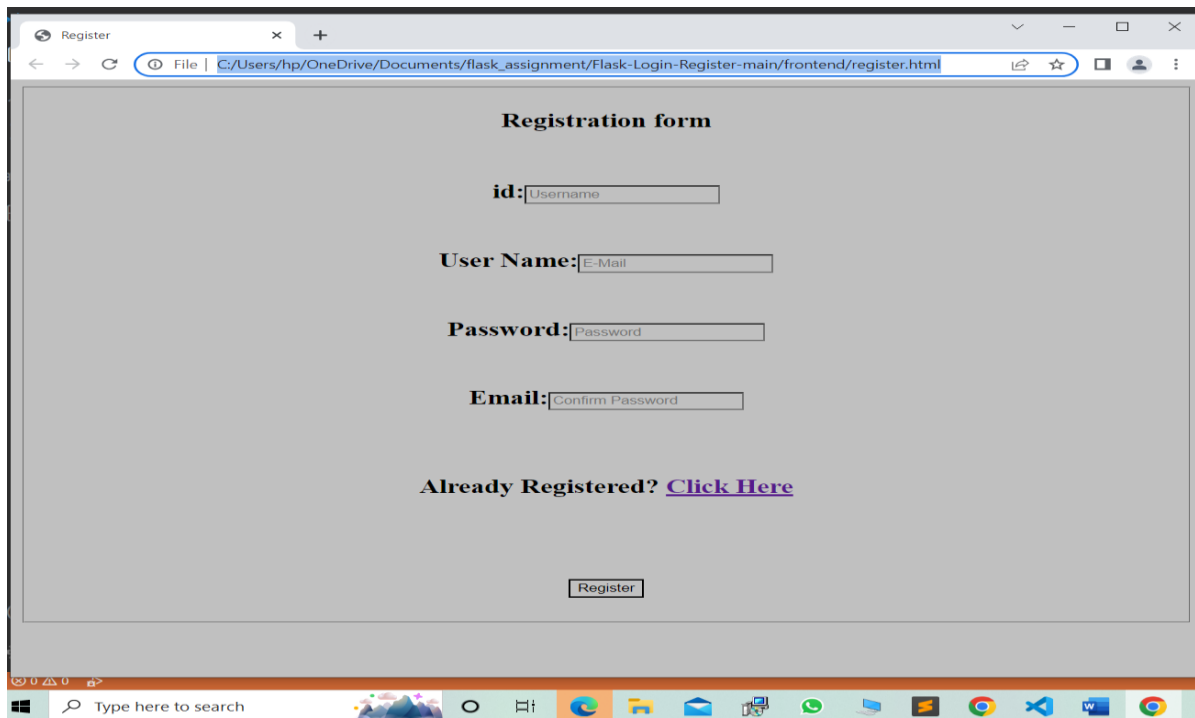 Register
File | C:/Users/hp/OneDrive/Documents/flask_assignment/Flask-Login-Register-main/frontend/register.html
Registration form
id: Username
User Name: E-Mail
Password: Password
Email: Confirm Password
Already Registered? Click Here
Register
0 0
Type here to search